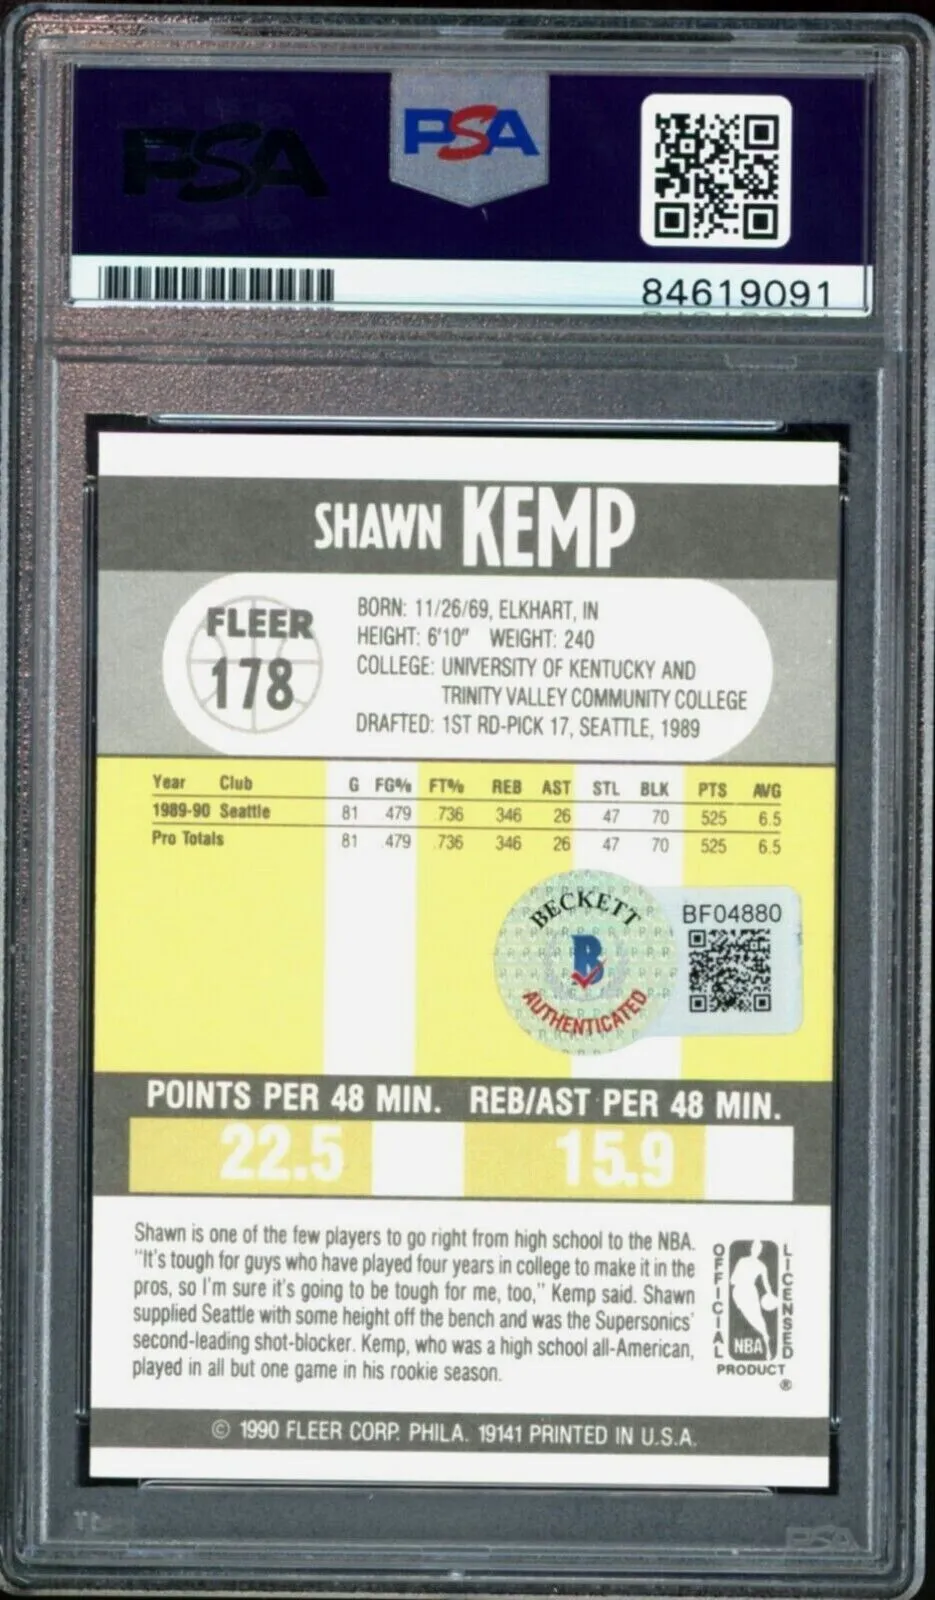 PSA
PSA
84619091
SHAWN KEMP
FLEER
178
BORN: 11/26/69, ELKHART, IN
HEIGHT: 6'10" WEIGHT: 240
COLLEGE: UNIVERSITY OF KENTUCKY AND
TRINITY VALLEY COMMUNITY COLLEGE
DRAFTED: 1ST RD-PICK 17, SEATTLE, 1989
Year Club G FG% FT% REB AST STL BLK PTS AVG
1989-90 Seattle 81 .479 .736 346 26 47 70 525 6.5
Pro Totals 81 .479 .736 346 26 47 70 525 6.5
BECKETT
B
AUTHENTICATED
BF04880
POINTS PER 48 MIN. REB/AST PER 48 MIN.
22.5 15.9
Shawn is one of the few players to go right from high school to the NBA.
"It's tough for guys who have played four years in college to make it in the
pros, so I'm sure it's going to be tough for me, too," Kemp said. Shawn
supplied Seattle with some height off the bench and was the Supersonics'
second-leading shot-blocker. Kemp, who was a high school all-American,
played in all but one game in his rookie season.
OFFICIAL
NBA
LICENSED
PRODUCT
®
© 1990 FLEER CORP. PHILA. 19141 PRINTED IN U.S.A.
PSA